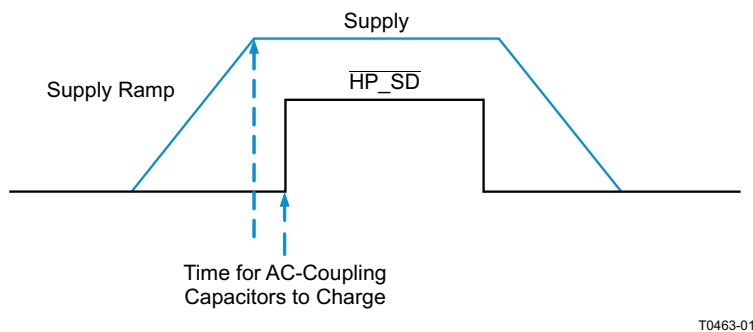 Supply
Supply Ramp
HP_SD
Time for AC-Coupling
Capacitors to Charge
T0463-01